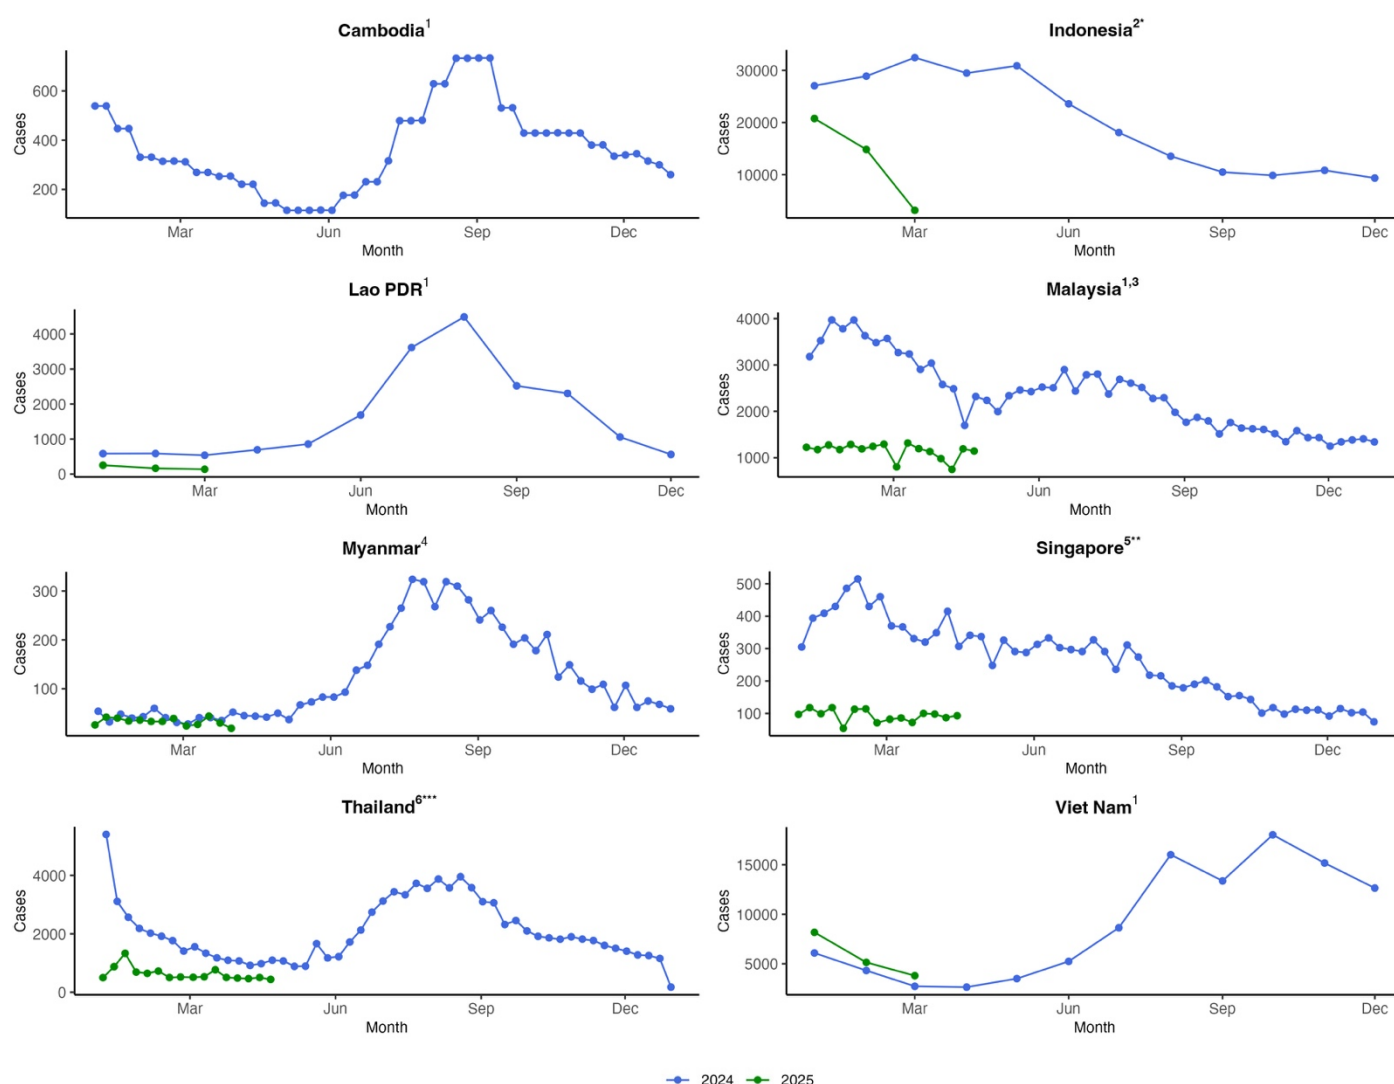 Cambodia1
Cases
600
400
200
Mar Jun Sep Dec
Month
Indonesia2*
Cases
30000
20000
10000
Mar Jun Sep Dec
Month
Lao PDR1
Cases
4000
3000
2000
1000
0
Mar Jun Sep Dec
Month
Malaysia1,3
Cases
4000
3000
2000
1000
Mar Jun Sep Dec
Month
Myanmar4
Cases
300
200
100
Mar Jun Sep Dec
Month
Singapore5**
Cases
500
400
300
200
100
Mar Jun Sep Dec
Month
Thailand6***
Cases
4000
2000
0
Mar Jun Sep Dec
Month
Viet Nam1
Cases
15000
10000
5000
Mar Jun Sep Dec
Month
2024 2025